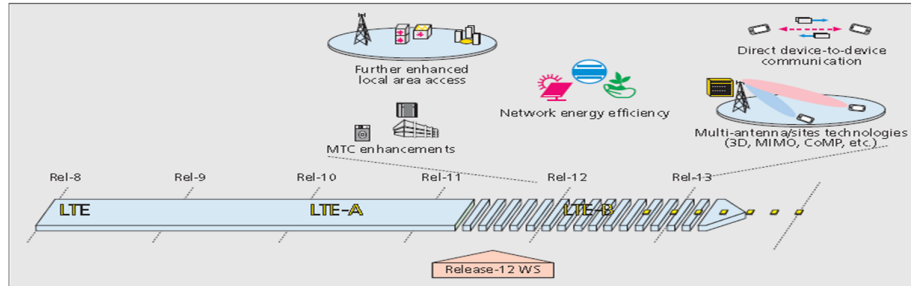 Further enhanced
local area access
MTC enhancements
Network energy efficiency
Direct device-to-device
communication
Multi-antenna/sites technologies
(3D, MIMO, CoMP, etc.)
Rel-8
Rel-9
Rel-10
Rel-11
Rel-12
Rel-13
LTE
LTE-A
LTE-B
Release-12 WS